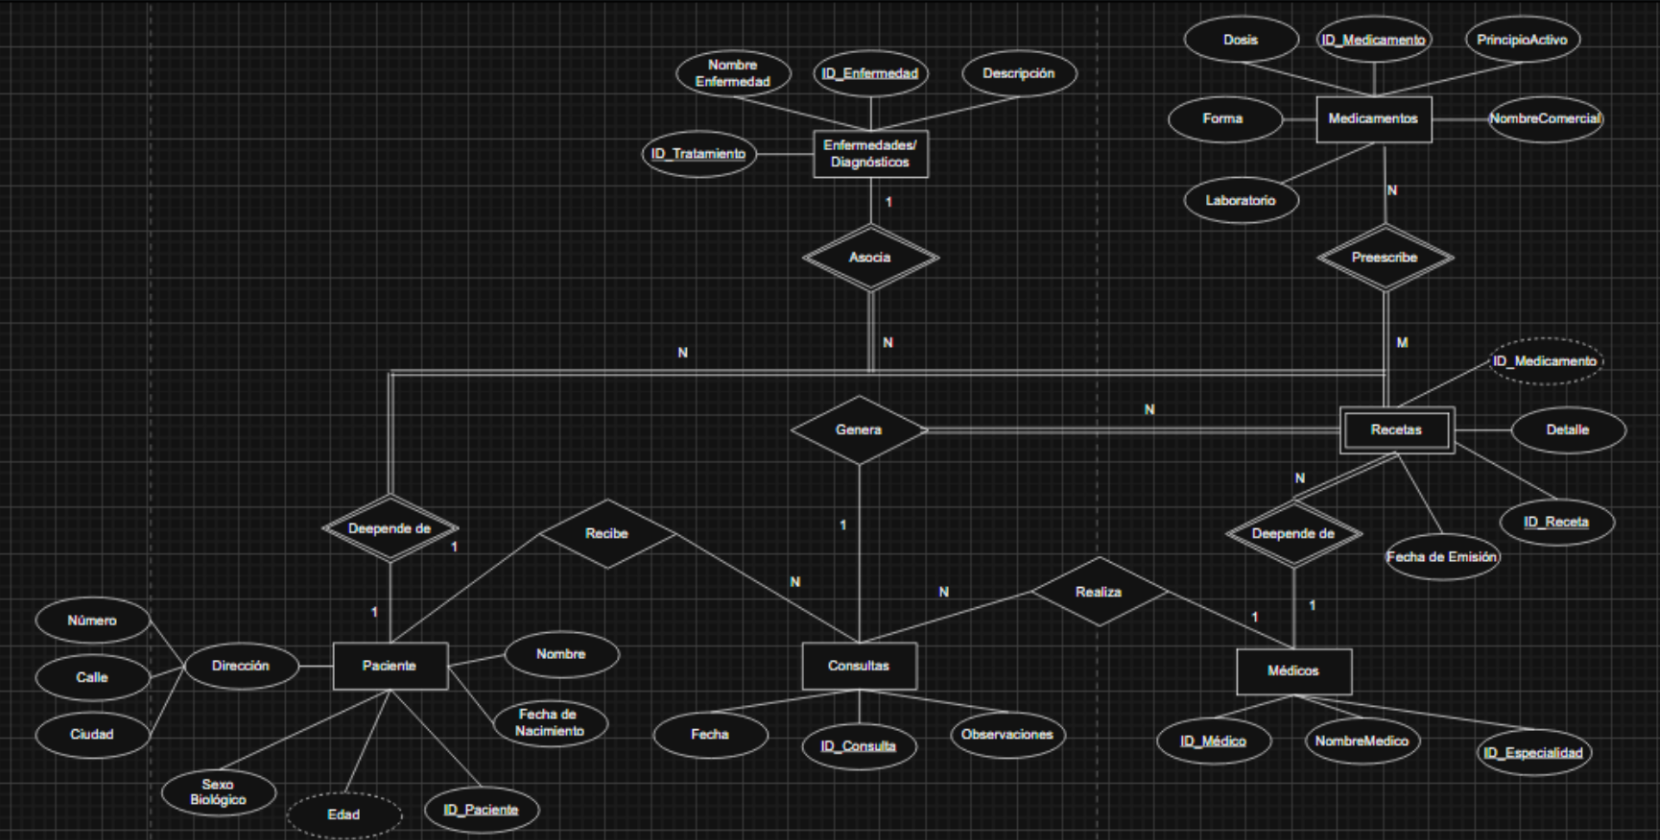 Dosis
ID_Medicamento
PrincipioActivo
Nombre
Enfermedad
ID_Enfermedad
Descripción
Forma
Medicamentos
NombreComercial
ID_Tratamiento
Enfermedades/
Diagnósticos
Laboratorio
N
1
Asocia
Preescribe
N
N
M
ID_Medicamento
N
Genera
Recetas
Detalle
N
1
ID_Receta
Deepende de
1
Recibe
Deepende de
Fecha de Emisión
N
N
Realiza
1
1
1
Número
Dirección
Calle
Ciudad
Paciente
Nombre
Fecha de
Nacimiento
Consultas
Médicos
Fecha
ID_Consulta
Observaciones
ID_Médico
NombreMedico
ID_Especialidad
Sexo
Biológico
Edad
ID_Paciente